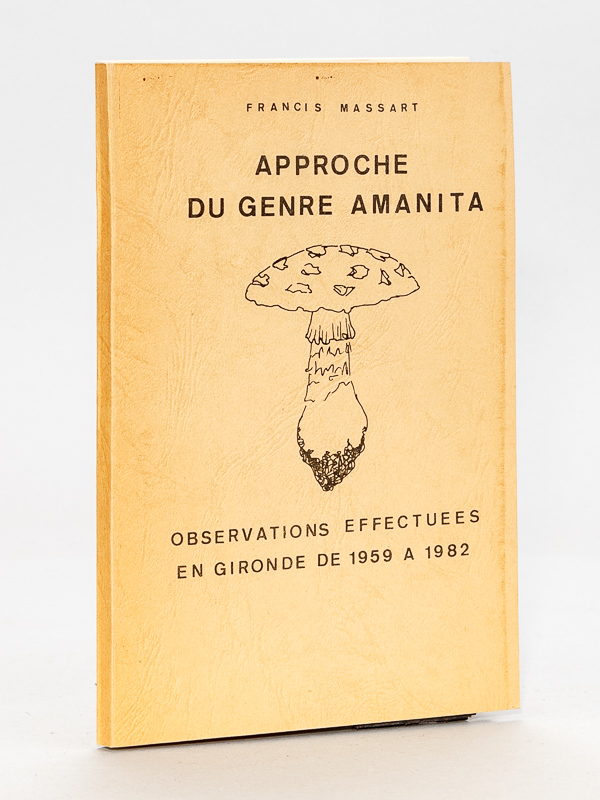 FRANCIS MASSART
APPROCHE
DU GENRE AMANITA
OBSERVATIONS EFFECTUEES
EN GIRONDE DE 1959 A 1982